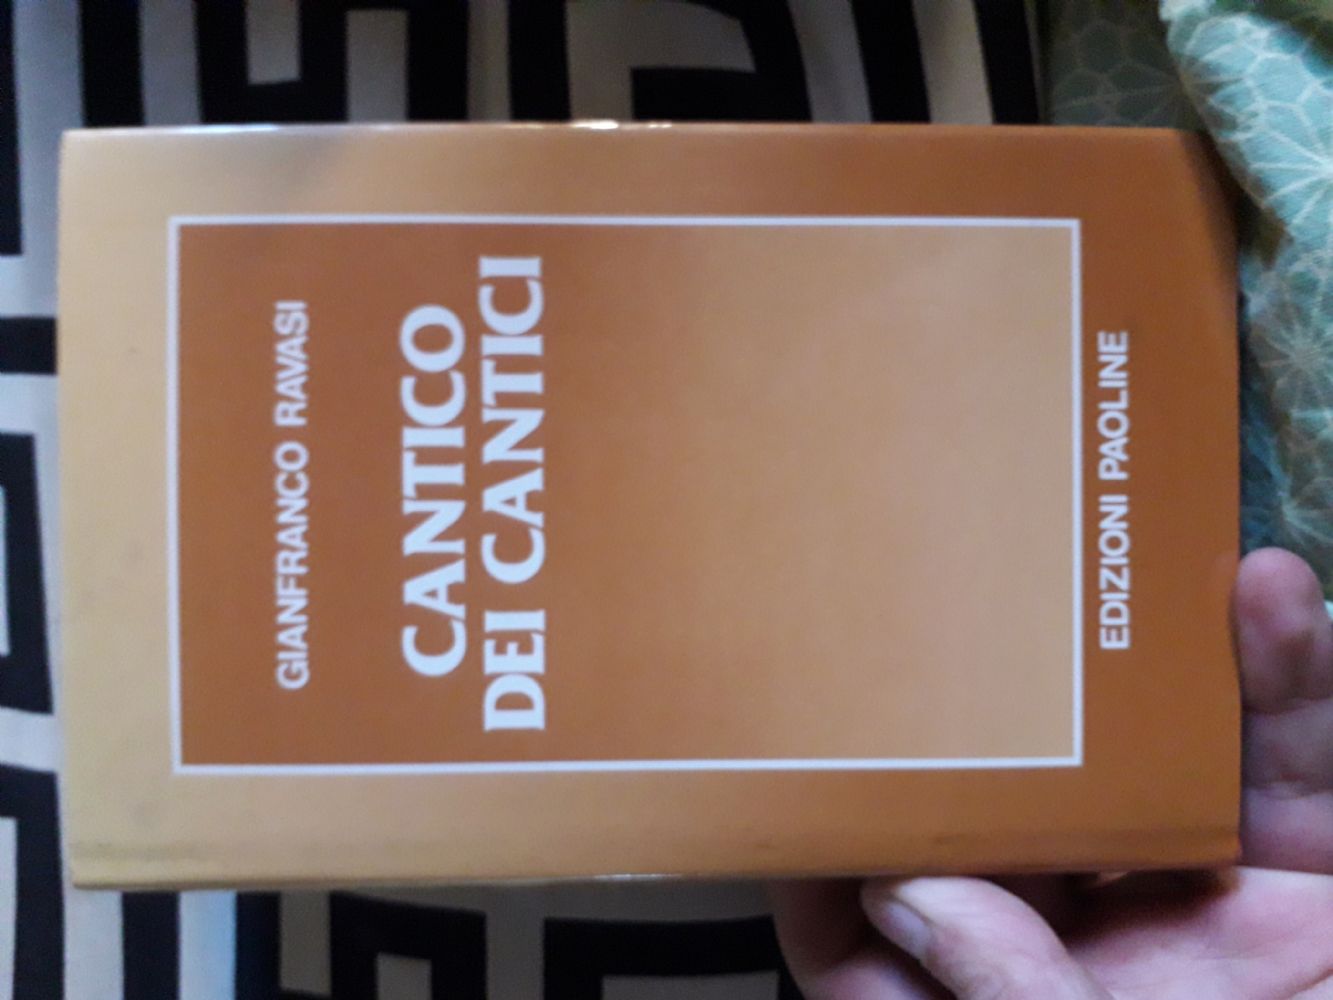 GIANFRANCO RAVASI
CANTICO
DEI CANTICI
EDIZIONI PAOLINE